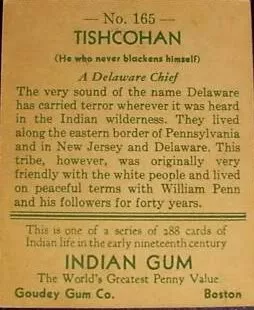 — No. 165 —
TISHCOHAN
(He who never blackens himself)
A Delaware Chief
The very sound of the name Delaware
has carried terror wherever it was heard
in the Indian wilderness. They lived
along the eastern border of Pennsylvania
and in New Jersey and Delaware. This
tribe, however, was originally very
friendly with the white people and lived
on peaceful terms with William Penn
and his followers for forty years.
This is one of a series of 288 cards of
Indian life in the early nineteenth century
INDIAN GUM
The World's Greatest Penny Value
Goudey Gum Co. Boston